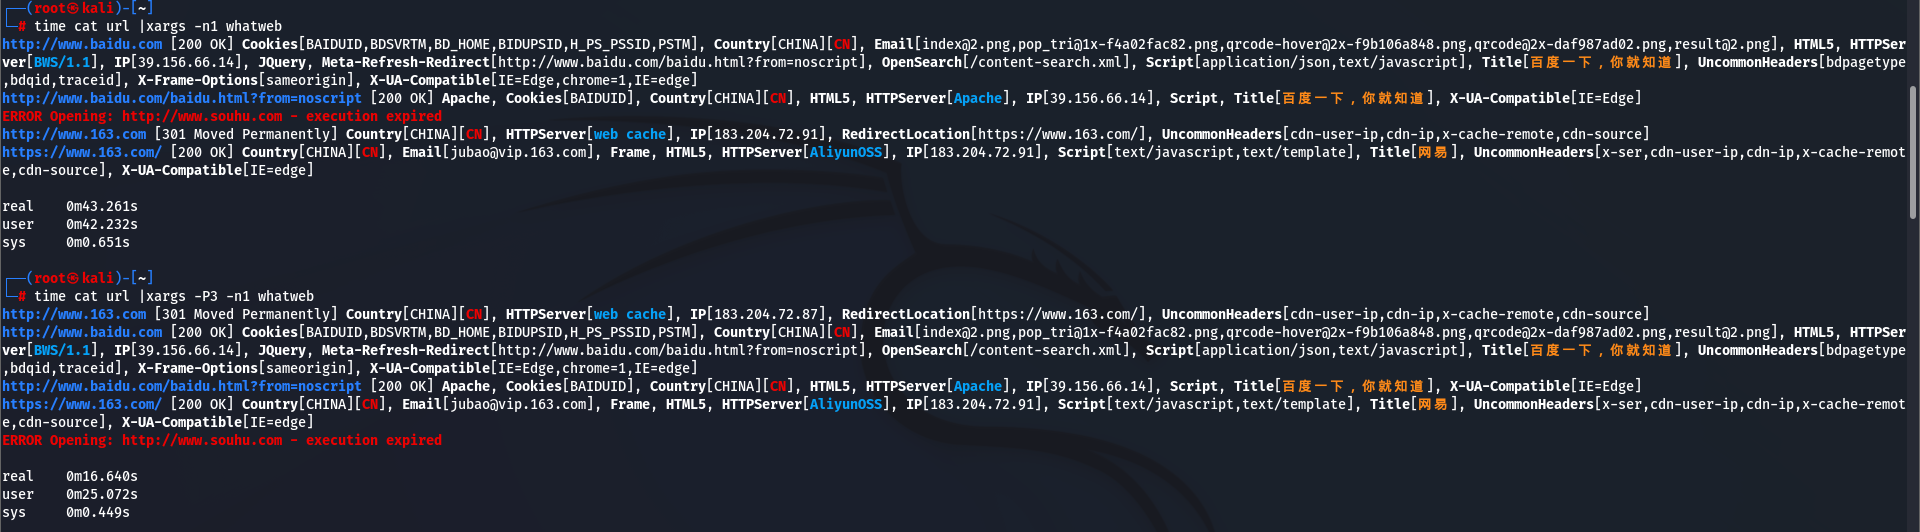 ┌──(root㉿kali)-[~]
└─# time cat url |xargs -n1 whatweb
http://www.baidu.com [200 OK] Cookies[BAIDUID,BDSVRTM,BD_HOME,BIDUPSID,H_PS_PSSID,PSTM], Country[CHINA][CN], Email[index@2.png,pop_tri@1x-f4a02fac82.png,qrcode-hover@2x-f9b106a848.png,qrcode@2x-daf987ad02.png,result@2.png], HTML5, HTTPSer
ver[BWS/1.1], IP[39.156.66.14], JQuery, Meta-Refresh-Redirect[http://www.baidu.com/baidu.html?from=noscript], OpenSearch[/content-search.xml], Script[application/json,text/javascript], Title[百度一下，你就知道], UncommonHeaders[bdpagetype
,bdqid,traceid], X-Frame-Options[sameorigin], X-UA-Compatible[IE=Edge,chrome=1,IE=edge]
http://www.baidu.com/baidu.html?from=noscript [200 OK] Apache, Cookies[BAIDUID], Country[CHINA][CN], HTML5, HTTPServer[Apache], IP[39.156.66.14], Script, Title[百度一下，你就知道], X-UA-Compatible[IE=Edge]
ERROR Opening: http://www.souhu.com - execution expired
http://www.163.com [301 Moved Permanently] Country[CHINA][CN], HTTPServer[web cache], IP[183.204.72.91], RedirectLocation[https://www.163.com/], UncommonHeaders[cdn-user-ip,cdn-ip,x-cache-remote,cdn-source]
https://www.163.com/ [200 OK] Country[CHINA][CN], Email[jubao@vip.163.com], Frame, HTML5, HTTPServer[AliyunOSS], IP[183.204.72.91], Script[text/javascript,text/template], Title[网易], UncommonHeaders[x-ser,cdn-user-ip,cdn-ip,x-cache-remot
e,cdn-source], X-UA-Compatible[IE=edge]
real    0m43.261s
user    0m42.232s
sys     0m0.651s
┌──(root㉿kali)-[~]
└─# time cat url |xargs -P3 -n1 whatweb
http://www.163.com [301 Moved Permanently] Country[CHINA][CN], HTTPServer[web cache], IP[183.204.72.87], RedirectLocation[https://www.163.com/], UncommonHeaders[cdn-user-ip,cdn-ip,x-cache-remote,cdn-source]
http://www.baidu.com [200 OK] Cookies[BAIDUID,BDSVRTM,BD_HOME,BIDUPSID,H_PS_PSSID,PSTM], Country[CHINA][CN], Email[index@2.png,pop_tri@1x-f4a02fac82.png,qrcode-hover@2x-f9b106a848.png,qrcode@2x-daf987ad02.png,result@2.png], HTML5, HTTPSer
ver[BWS/1.1], IP[39.156.66.14], JQuery, Meta-Refresh-Redirect[http://www.baidu.com/baidu.html?from=noscript], OpenSearch[/content-search.xml], Script[application/json,text/javascript], Title[百度一下，你就知道], UncommonHeaders[bdpagetype
,bdqid,traceid], X-Frame-Options[sameorigin], X-UA-Compatible[IE=Edge,chrome=1,IE=edge]
http://www.baidu.com/baidu.html?from=noscript [200 OK] Apache, Cookies[BAIDUID], Country[CHINA][CN], HTML5, HTTPServer[Apache], IP[39.156.66.14], Script, Title[百度一下，你就知道], X-UA-Compatible[IE=Edge]
https://www.163.com/ [200 OK] Country[CHINA][CN], Email[jubao@vip.163.com], Frame, HTML5, HTTPServer[AliyunOSS], IP[183.204.72.91], Script[text/javascript,text/template], Title[网易], UncommonHeaders[x-ser,cdn-user-ip,cdn-ip,x-cache-remot
e,cdn-source], X-UA-Compatible[IE=edge]
ERROR Opening: http://www.souhu.com - execution expired
real    0m16.640s
user    0m25.072s
sys     0m0.449s